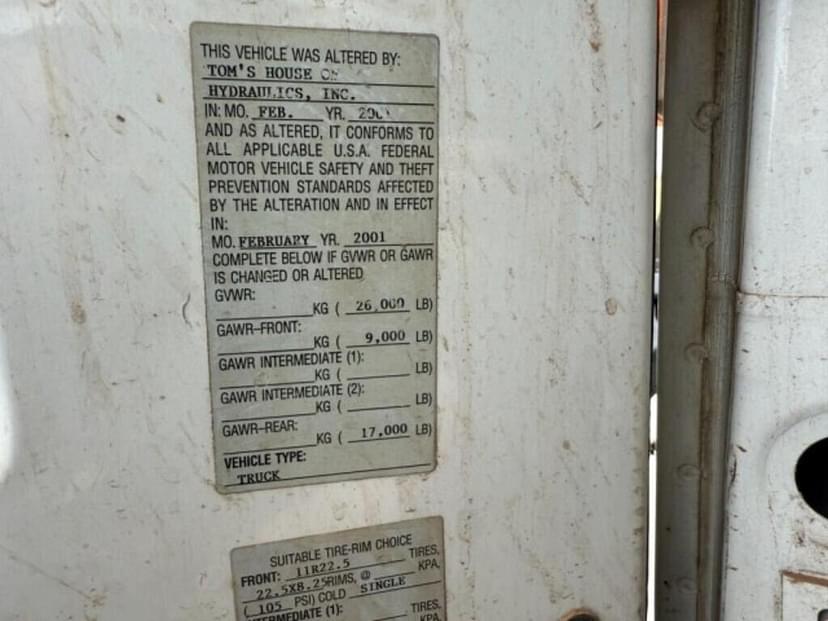 THIS VEHICLE WAS ALTERED BY:
TOM'S HOUSE
HYDRAULICS, INC.
IN: MO. FEB. YR.
AND AS ALTERED, IT CONFORMS TO
ALL APPLICABLE U.S.A. FEDERAL
MOTOR VEHICLE SAFETY AND THEFT
PREVENTION STANDARDS AFFECTED
BY THE ALTERATION AND IN EFFECT
IN:
MO. FEBRUARY YR. 2001
COMPLETE BELOW IF GVWR OR GAWR
IS CHANGED OR ALTERED
GVWR:
KG ( 26,000 LB)
GAWR-FRONT:
KG ( 9,000 LB)
GAWR INTERMEDIATE (1):
KG ( LB)
GAWR INTERMEDIATE (2):
KG ( LB)
GAWR-REAR:
KG ( 17,000 LB)
VEHICLE TYPE:
TRUCK
SUITABLE TIRE-RIM CHOICE
FRONT: 11R22.5 TIRES,
22.5X8.25RIMS, @ KPA,
( 105 PSI) COLD SINGLE
INTERMEDIATE (1): TIRES,
KPA,